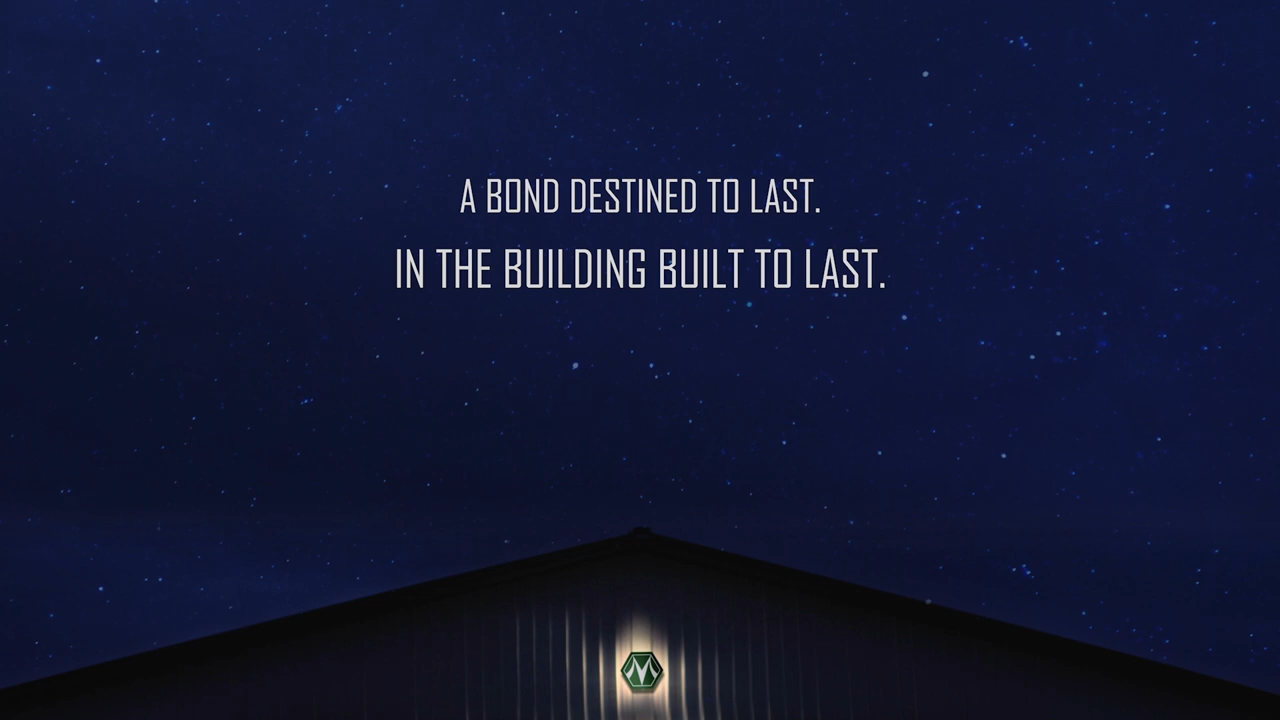 A BOND DESTINED TO LAST.
IN THE BUILDING BUILT TO LAST.
M